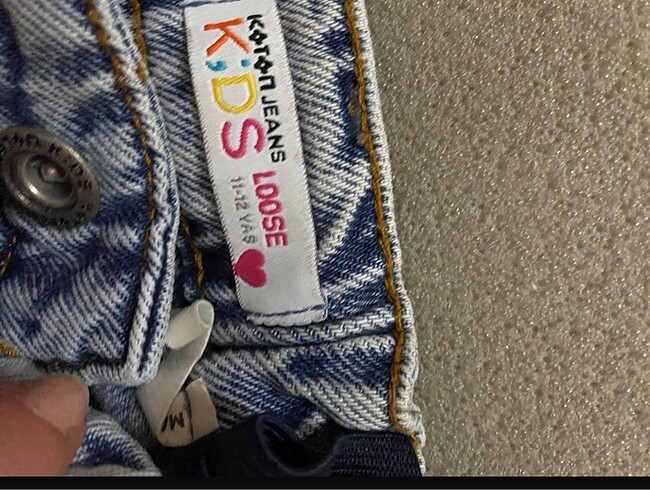 KOTON JEANS
KiDS
LOOSE
11-12 YAŞ
M